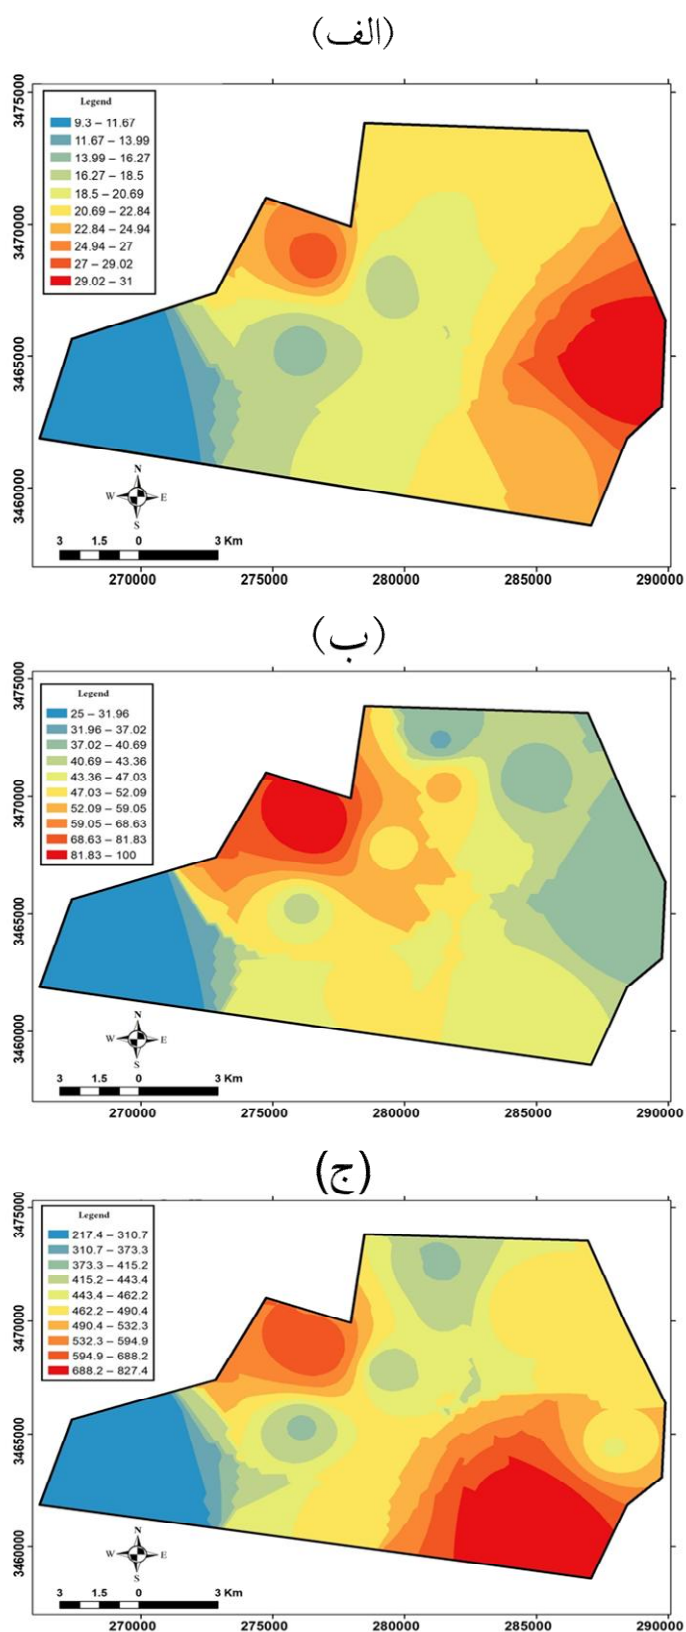 (الف)
3475000
3470000
3465000
3460000
Legend
9.3 – 11.67
11.67 – 13.99
13.99 – 16.27
16.27 – 18.5
18.5 – 20.69
20.69 – 22.84
22.84 – 24.94
24.94 – 27
27 – 29.02
29.02 – 31
N
W E
S
3 1.5 0 3 Km
270000 275000 280000 285000 290000
(ب)
3475000
3470000
3465000
3460000
Legend
25 – 31.96
31.96 – 37.02
37.02 – 40.69
40.69 – 43.36
43.36 – 47.03
47.03 – 52.09
52.09 – 59.05
59.05 – 68.63
68.63 – 81.83
81.83 – 100
N
W E
S
3 1.5 0 3 Km
270000 275000 280000 285000 290000
(ج)
3475000
3470000
3465000
3460000
Legend
217.4 – 310.7
310.7 – 373.3
373.3 – 415.2
415.2 – 443.4
443.4 – 462.2
462.2 – 490.4
490.4 – 532.3
532.3 – 594.9
594.9 – 688.2
688.2 – 827.4
N
W E
S
3 1.5 0 3 Km
270000 275000 280000 285000 290000